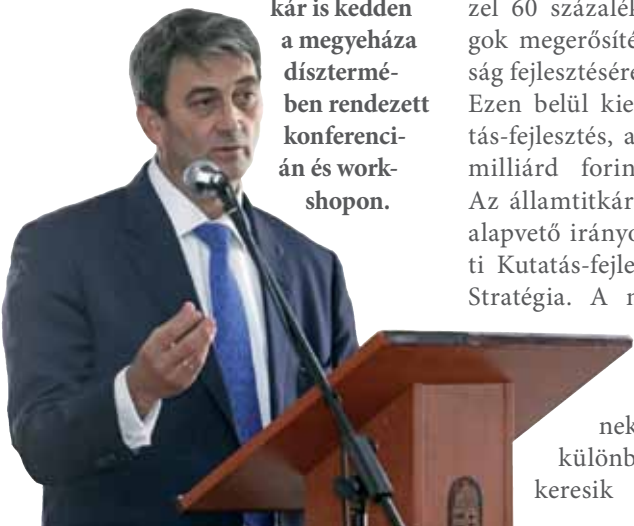 kár is kedden
a megyeháza
dísztermé-
ben rendezett
konferenci-
án és work-
shopon.
zel 60 százalék
gok megerősíté
ság fejlesztésére
Ezen belül kie
tás-fejlesztés, a
milliárd forin
Az államtitkár
alapvető irányo
ti Kutatás-fejle
Stratégia. A n
nek
különb
keresik